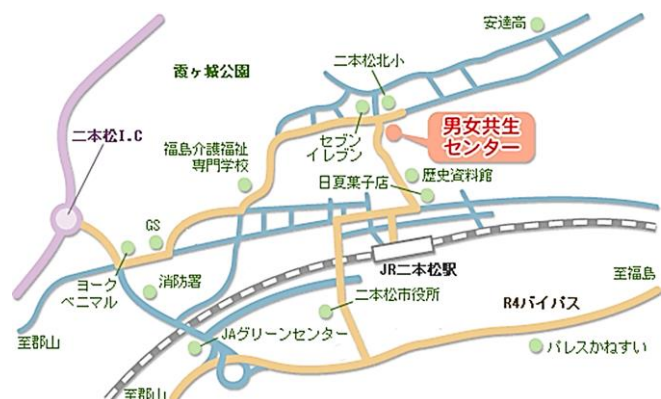 安達高
霞ヶ城公園
二本松北小
二本松I.C
男女共生
センター
セブン
イレブン
福島介護福祉
専門学校
歴史資料館
日夏菓子店
GS
JR二本松駅
ヨーク
ベニマル
消防署
至福島
二本松市役所
R4バイパス
至郡山
JAグリーンセンター
パレスかねすい
至郡山